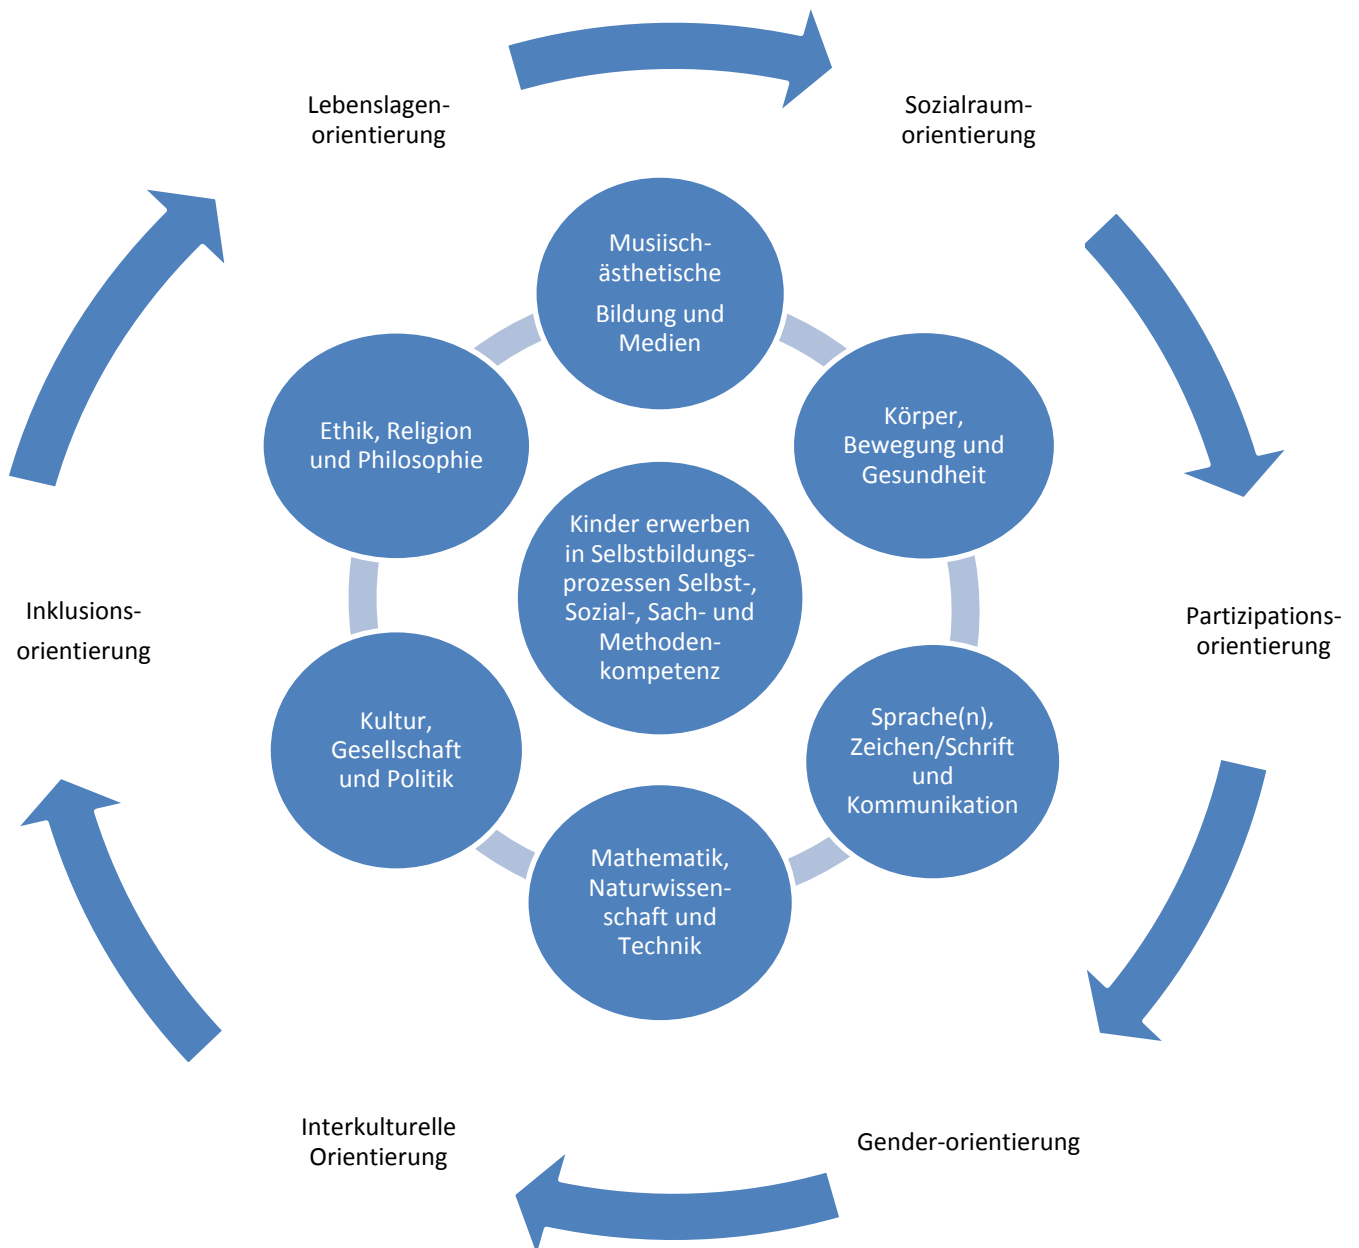 Lebenslagen-
orientierung
Sozialraum-
orientierung
Musiisch-
ästhetische
Bildung und
Medien
Ethik, Religion
und Philosophie
Körper,
Bewegung und
Gesundheit
Kinder erwerben
in Selbstbildungs-
prozessen Selbst-,
Sozial-, Sach- und
Methoden-
kompetenz
Inklusions-
orientierung
Partizipations-
orientierung
Kultur,
Gesellschaft
und Politik
Sprache(n),
Zeichen/Schrift
und
Kommunikation
Mathematik,
Naturwissen-
schaft und
Technik
Interkulturelle
Orientierung
Gender-orientierung